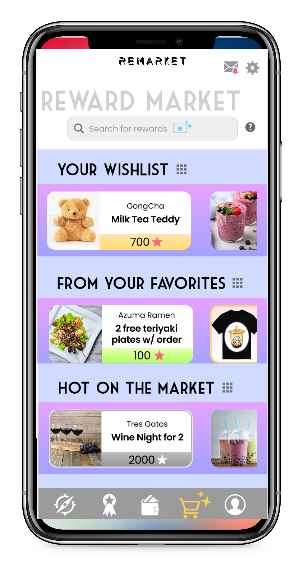 REMARKET
REWARD MARKET
Search for rewards
?
YOUR WISHLIST
GongCha
Milk Tea Teddy
700
FROM YOUR FAVORITES
Azuma Ramen
2 free teriyaki
plates w/ order
100
HOT ON THE MARKET
Tres Gatos
Wine Night for 2
2000